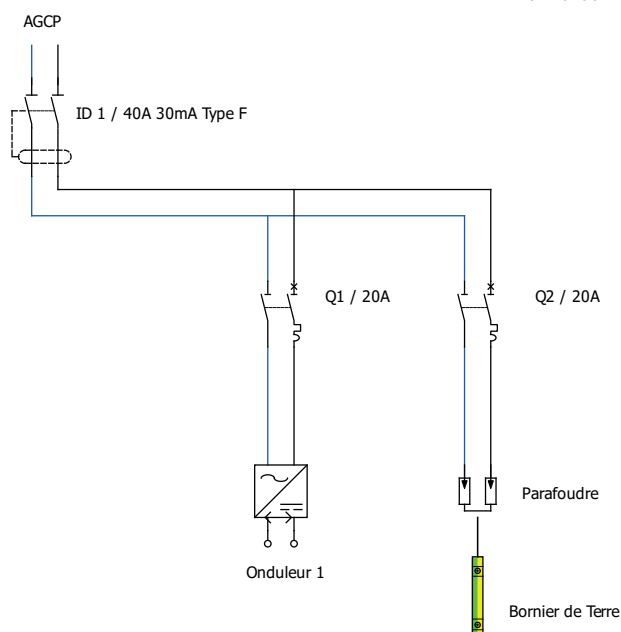 AGCP
ID 1 / 40A 30mA Type F
Q1 / 20A
Q2 / 20A
Parafoudre
Onduleur 1
Bornier de Terre